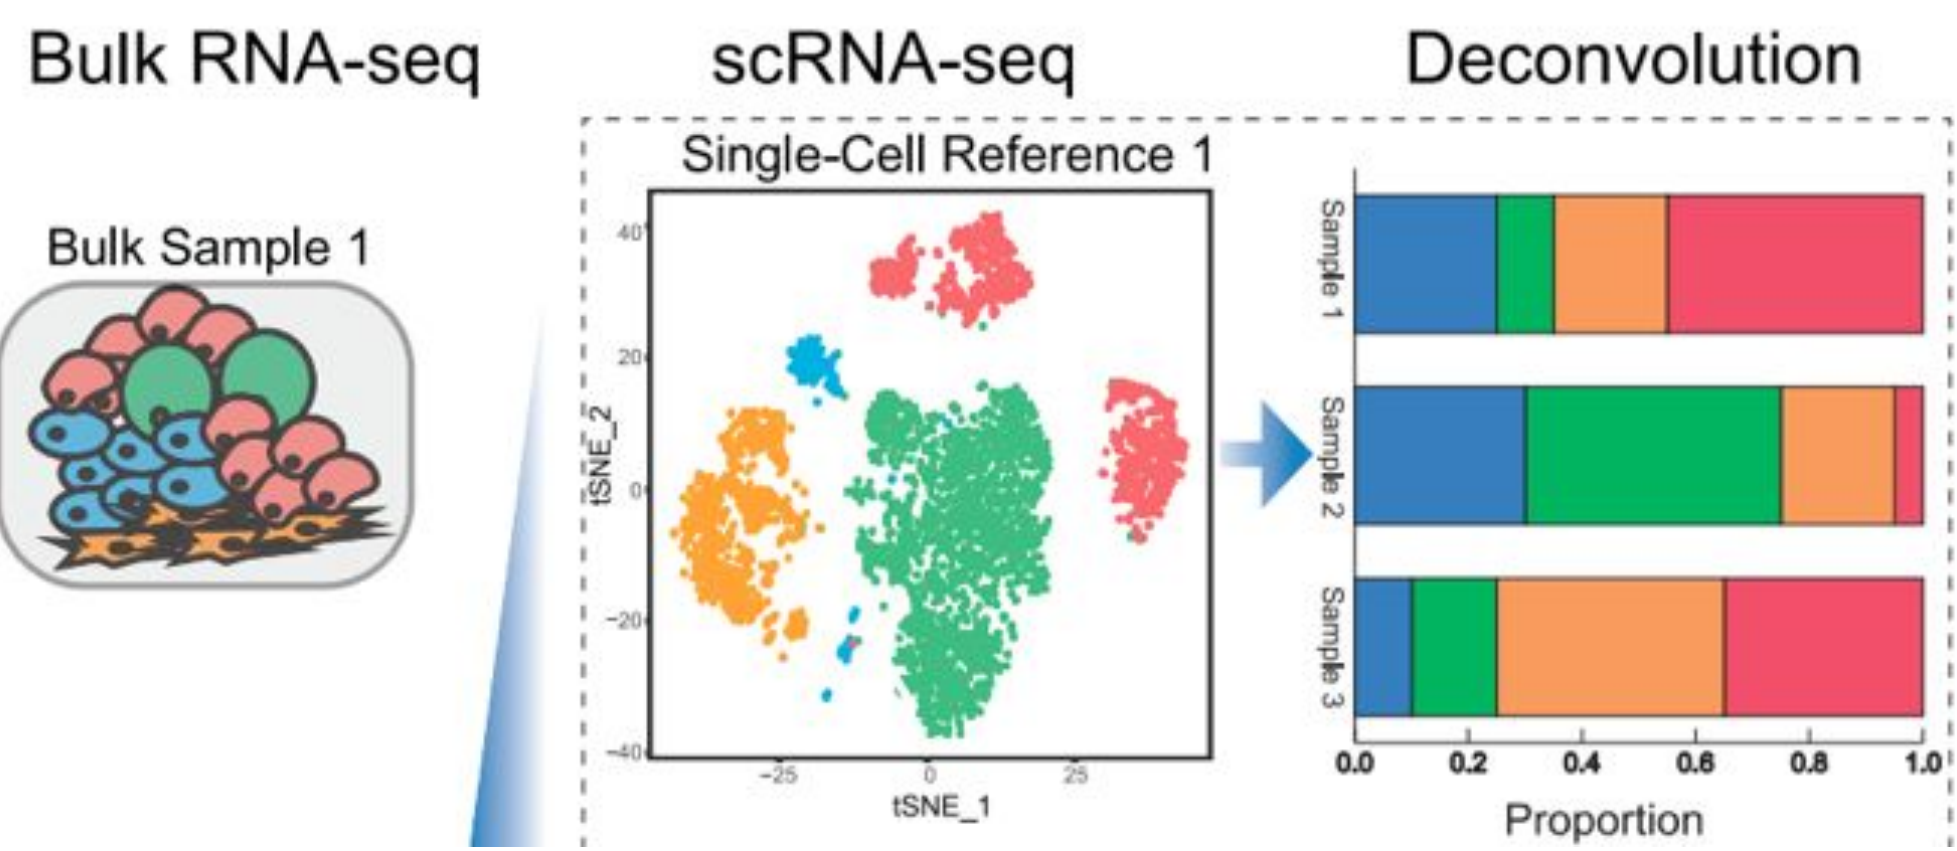 Bulk RNA-seq
scRNA-seq
Deconvolution
Bulk Sample 1
Single-Cell Reference 1
40
20
0
−20
−40
tSNE_2
−25
0
25
tSNE_1
Sample 1
Sample 2
Sample 3
0.0
0.2
0.4
0.6
0.8
1.0
Proportion